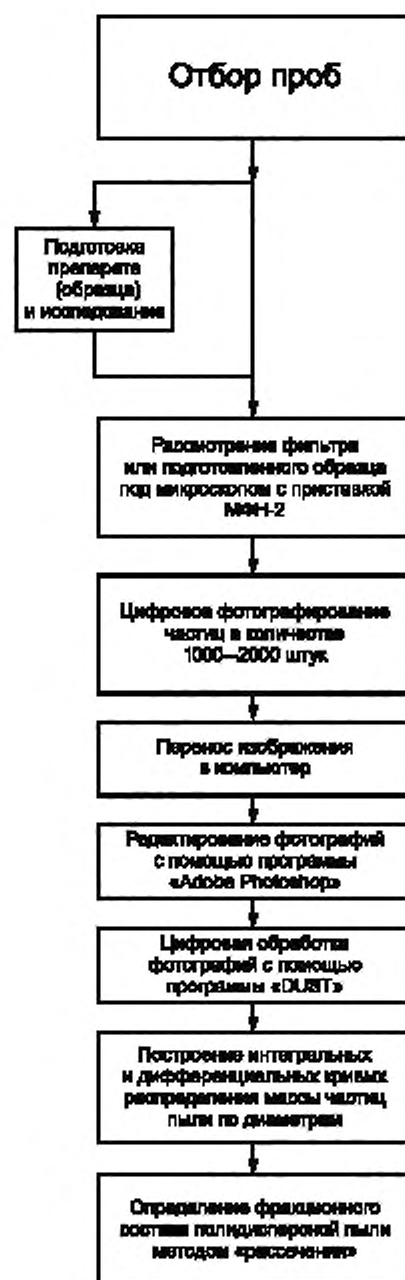 Отбор проб
Подготовка
препарата
(образца)
и исследование
Рассмотрение фильтра
или подготовленного образца
под микроскопом с приставкой
МФН-2
Цифровое фотографирование
частиц в количестве
1000—2000 штук
Перенос изображения
в компьютер
Редактирование фотографий
с помощью программы
«Adobe Photoshop»
Цифровая обработка
фотографий с помощью
программы «DUST»
Построение интегральных
и дифференциальных кривых
распределения массы частиц
пыли по диаметрам
Определение фракционного
состава полидисперсной пыли
методом «рассечения»